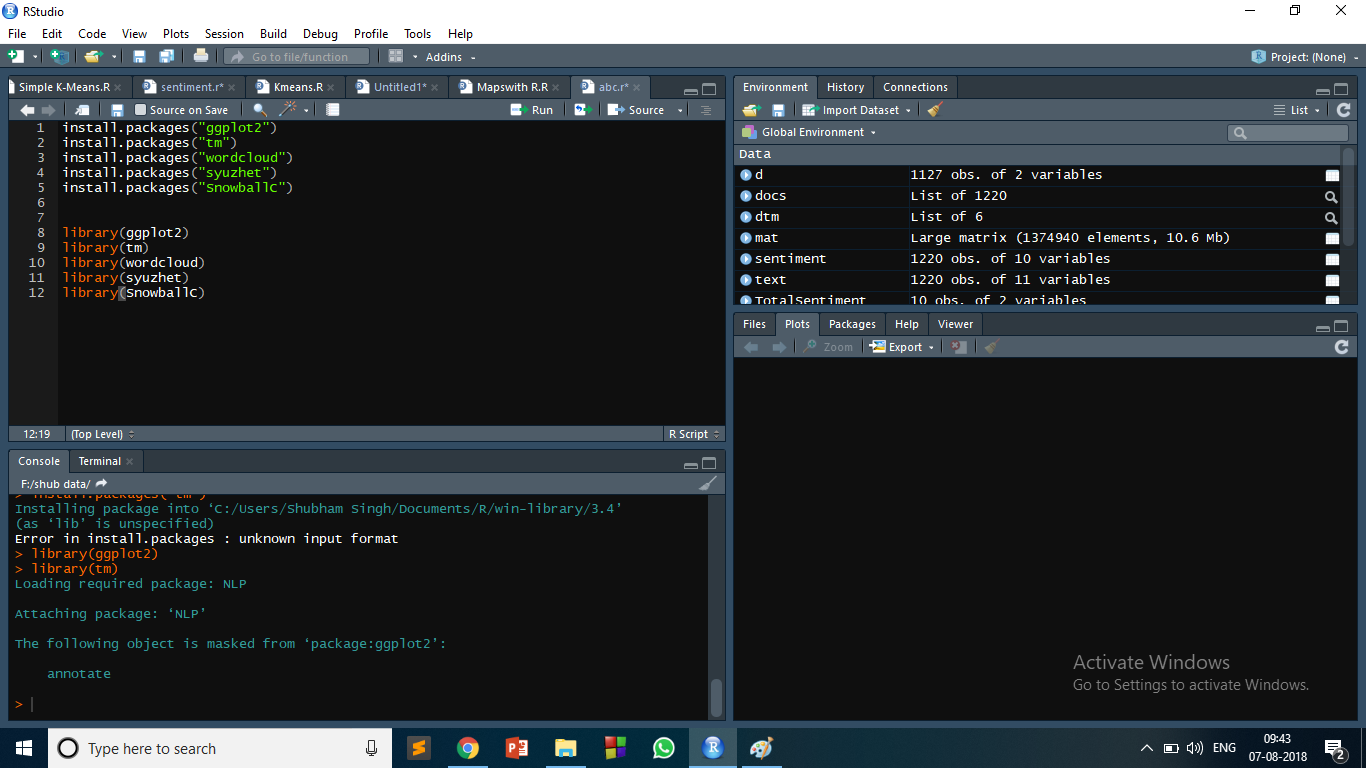 RStudio
File Edit Code View Plots Session Build Debug Profile Tools Help
Go to file/function Addins Project: (None)
Simple K-Means.R sentiment.r* Kmeans.R Untitled1* Mapswith R.R abc.r*
Source on Save Run Source
1 install.packages("ggplot2")
2 install.packages("tm")
3 install.packages("wordcloud")
4 install.packages("syuzhet")
5 install.packages("SnowballC")
6
7
8 library(ggplot2)
9 library(tm)
10 library(wordcloud)
11 library(syuzhet)
12 library(SnowballC)
12:19 (Top Level) R Script
Console Terminal
F:/shub data/
> install.packages("tm")
Installing package into ‘C:/Users/Shubham Singh/Documents/R/win-library/3.4’
(as ‘lib’ is unspecified)
Error in install.packages : unknown input format
> library(ggplot2)
> library(tm)
Loading required package: NLP
Attaching package: ‘NLP’
The following object is masked from ‘package:ggplot2’:
annotate
>
Environment History Connections
Import Dataset List
Global Environment
Data
d 1127 obs. of 2 variables
docs List of 1220
dtm List of 6
mat Large matrix (1374940 elements, 10.6 Mb)
sentiment 1220 obs. of 10 variables
text 1220 obs. of 11 variables
TotalSentiment 10 obs. of 2 variables
Files Plots Packages Help Viewer
Zoom Export
Activate Windows
Go to Settings to activate Windows.
Type here to search
ENG
09:43
07-08-2018
2